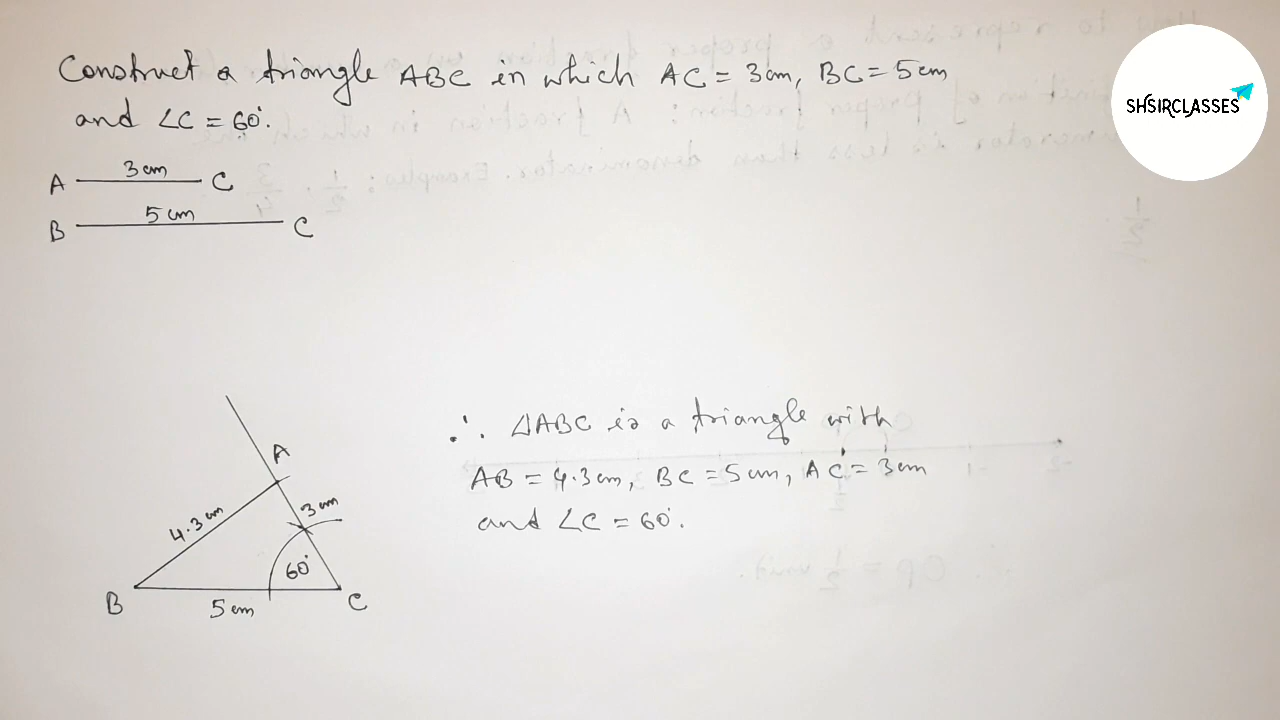 Construct a triangle ABC in which AC = 3cm, BC = 5cm
and ∠C = 60°.
SHSIRCLASSES
3cm
A C
5cm
B C
A
4.3cm
3cm
60°
B C
5cm
∴ △ABC is a triangle with
AB = 4.3cm, BC = 5cm, AC = 3cm
and ∠C = 60°.